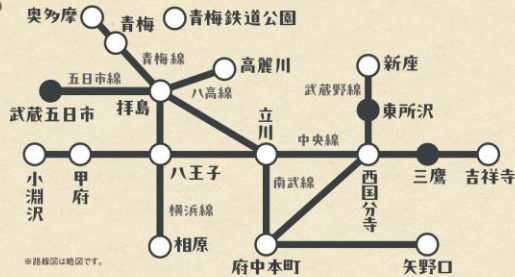 奥多摩
青梅鉄道公園
青梅
青梅線
高麗川
新座
五日市線
八高線
武蔵野線
武蔵五日市
拝島
東所沢
立川
中央線
小淵沢
甲府
八王子
南武線
西国分寺
三鷹
吉祥寺
横浜線
相原
府中本町
矢野口
※路線図は略図です。